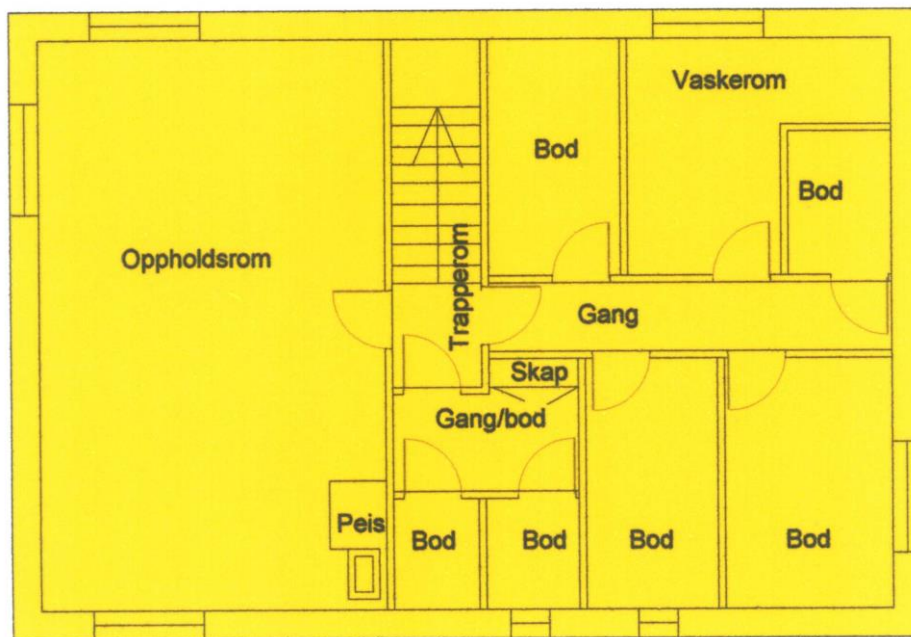 Vaskerom
Bod
Bod
Oppholdsrom
Trapperom
Gang
Skap
Gang/bod
Peis
Bod
Bod
Bod
Bod